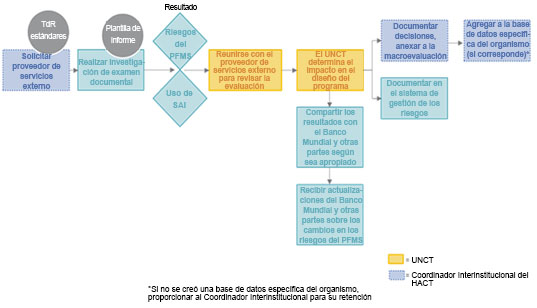 Resultado
TdR
estándares
Plantilla de
informe
Solicitar
proveedor de
servicios
externo
Realizar investiga-
ción de examen
documental
Riesgos
del
PFMS
Uso de
SAI
Reunirse con el
proveedor de
servicios externo
para revisar la
evaluación
El UNCT
determina el
impacto en el
diseño del
programa
Documentar
decisiones,
anexar a la
macroevaluación
Agregar a la base
de datos especifi-
ca del organismo
(si corresponde)*
Documentar en
el sistema de
gestión de los
riesgos
Compartir los
resultados con
el Banco
Mundial y otras
partes según
sea apropiado
Recibir actualiza-
ciones del Banco
Mundial y otras
partes sobre los
cambios en los
riesgos del PFMS
= UNCT
= Coordinador Interinstitucional del
HACT
*Si no se creó una base de datos específica del organismo,
proporcionar al Coordinador Interinstitucional para su retención